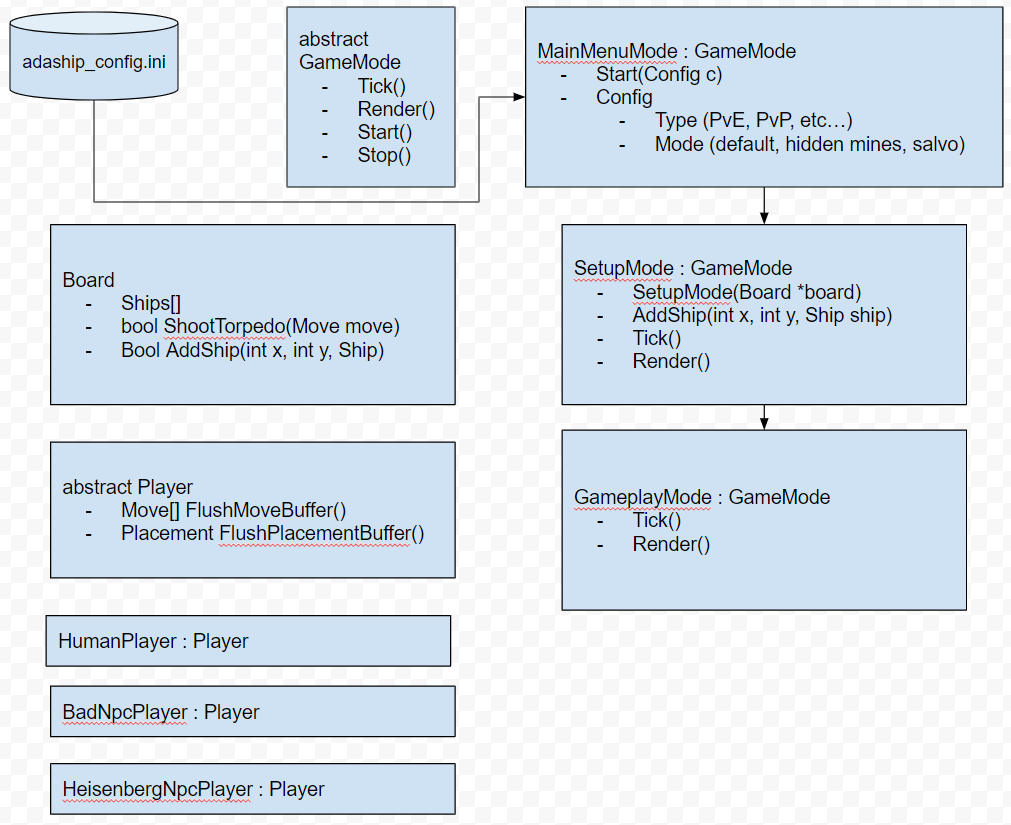 adaship_config.ini
abstract
GameMode
- Tick()
- Render()
- Start()
- Stop()
MainMenuMode : GameMode
- Start(Config c)
- Config
- Type (PvE, PvP, etc…)
- Mode (default, hidden mines, salvo)
Board
- Ships[]
- bool ShootTorpedo(Move move)
- Bool AddShip(int x, int y, Ship)
SetupMode : GameMode
- SetupMode(Board *board)
- AddShip(int x, int y, Ship ship)
- Tick()
- Render()
abstract Player
- Move[] FlushMoveBuffer()
- Placement FlushPlacementBuffer()
GameplayMode : GameMode
- Tick()
- Render()
HumanPlayer : Player
BadNpcPlayer : Player
HeisenbergNpcPlayer : Player